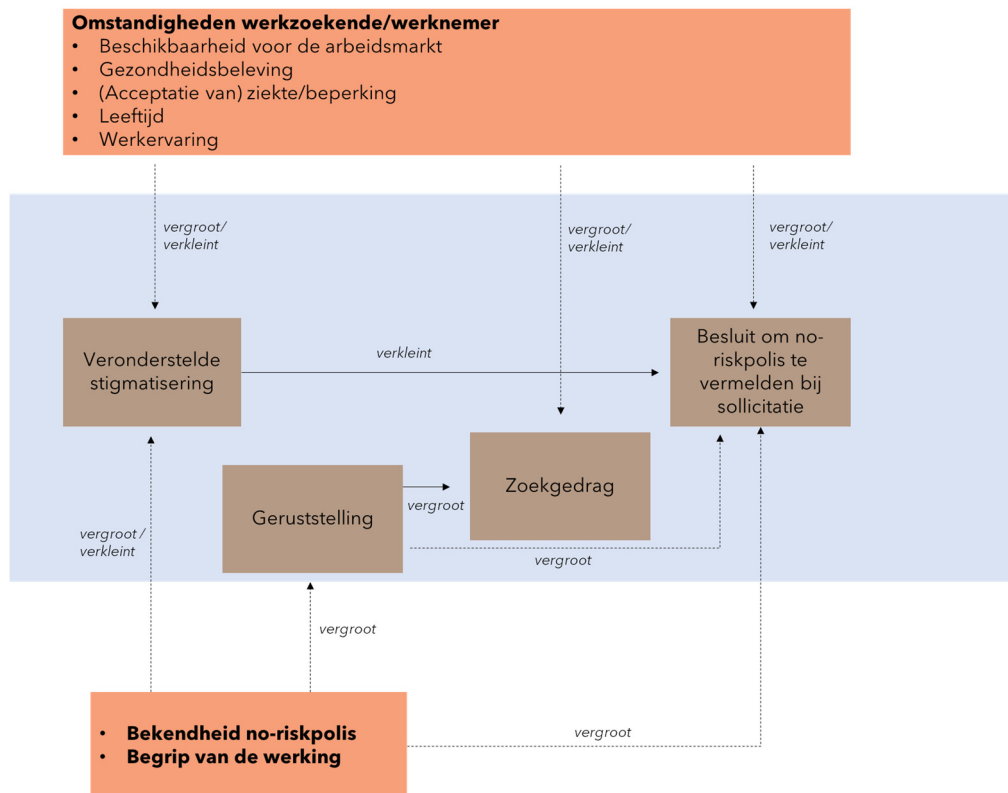 Omstandigheden werkzoekende/werknemer
• Beschikbaarheid voor de arbeidsmarkt
• Gezondheidsbeleving
• (Acceptatie van) ziekte/beperking
• Leeftijd
• Werkervaring
vergroot/
verkleint
vergroot/
verkleint
vergroot/
verkleint
Veronderstelde
stigmatisering
verkleint
Besluit om no-
riskpolis te
vermelden bij
sollicitatie
Geruststelling
vergroot
Zoekgedrag
vergroot /
verkleint
vergroot
vergroot
• Bekendheid no-riskpolis
• Begrip van de werking
vergroot